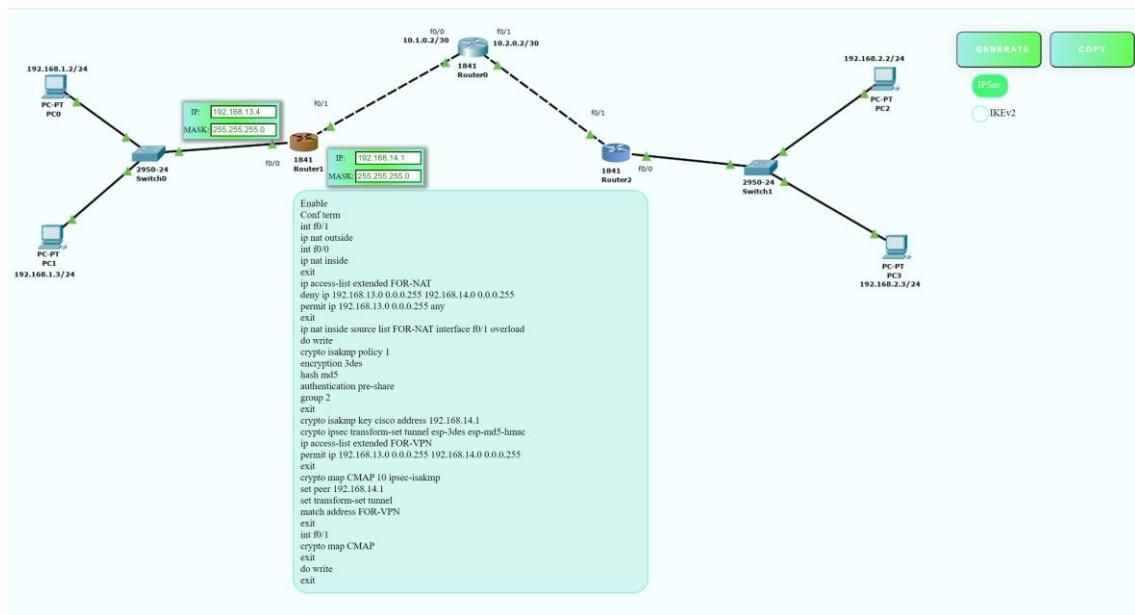 f0/0
f0/1
10.1.0.2/30
10.2.0.2/30
1841
Router0
GENERATE
COPY
IPSec
IKEv2
192.168.1.2/24
PC-PT
PC0
192.168.2.2/24
PC-PT
PC2
IP: 192.168.13.4
MASK: 255.255.255.0
f0/1
f0/1
2950-24
Switch0
f0/0
1841
Router1
IP: 192.168.14.1
MASK: 255.255.255.0
1841
Router2
f0/0
2950-24
Switch1
PC-PT
PC1
192.168.1.3/24
PC-PT
PC3
192.168.2.3/24
Enable
Conf term
int f0/1
ip nat outside
int f0/0
ip nat inside
exit
ip access-list extended FOR-NAT
deny ip 192.168.13.0 0.0.0.255 192.168.14.0 0.0.0.255
permit ip 192.168.13.0 0.0.0.255 any
exit
ip nat inside source list FOR-NAT interface f0/1 overload
do write
crypto isakmp policy 1
encryption 3des
hash md5
authentication pre-share
group 2
exit
crypto isakmp key cisco address 192.168.14.1
crypto ipsec transform-set tunnel esp-3des esp-md5-hmac
ip access-list extended FOR-VPN
permit ip 192.168.13.0 0.0.0.255 192.168.14.0 0.0.0.255
exit
crypto map CMAP 10 ipsec-isakmp
set peer 192.168.14.1
set transform-set tunnel
match address FOR-VPN
exit
int f0/1
crypto map CMAP
exit
do write
exit